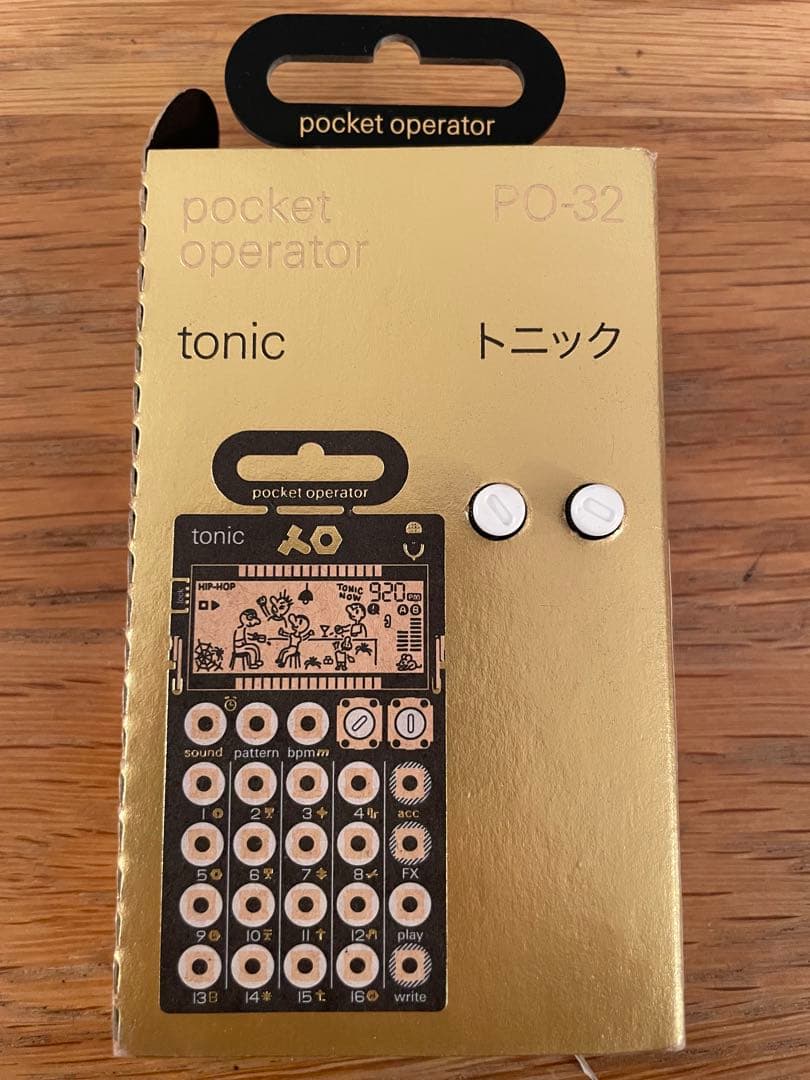 pocket operator
pocket PO-32
operator
tonic トニック
pocket operator
tonic
lock
HIP-HOP TONIC NOW 920 PM
A B
sound pattern bpm m
1 2 3 4 acc
5 6 7 8 FX
9 10 11 12 play
13 B 14 15 16 write